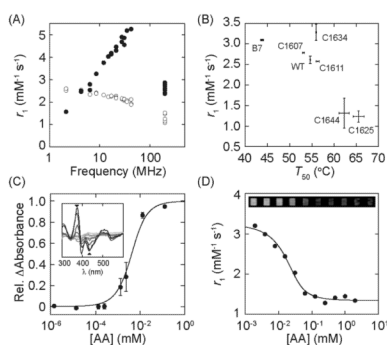 (A)
r₁ (mM⁻¹ s⁻¹)
6
5
4
3
2
1
0
1
10
100
Frequency (MHz)
(B)
r₁ (mM⁻¹ s⁻¹)
3.5
3.0
2.5
2.0
1.5
1.0
B7
C1607
WT
C1634
C1611
C1644
C1625
40 45 50 55 60 65 70
T₅₀ (°C)
(C)
Rel. ΔAbsorbance
1.0
0.8
0.6
0.4
0.2
0.0
300 400 500
λ (nm)
10⁻⁶ 10⁻⁴ 10⁻² 10⁰
[AA] (mM)
(D)
r₁ (mM⁻¹ s⁻¹)
4
3
2
1
10⁻³ 10⁻² 10⁻¹ 10⁰ 10¹
[AA] (mM)